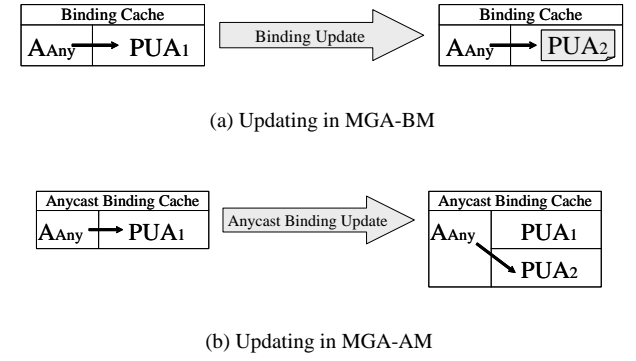 Binding Cache
AAny PUA1
Binding Update
Binding Cache
AAny PUA2
(a) Updating in MGA-BM
Anycast Binding Cache
AAny PUA1
Anycast Binding Update
Anycast Binding Cache
AAny PUA1
PUA2
(b) Updating in MGA-AM